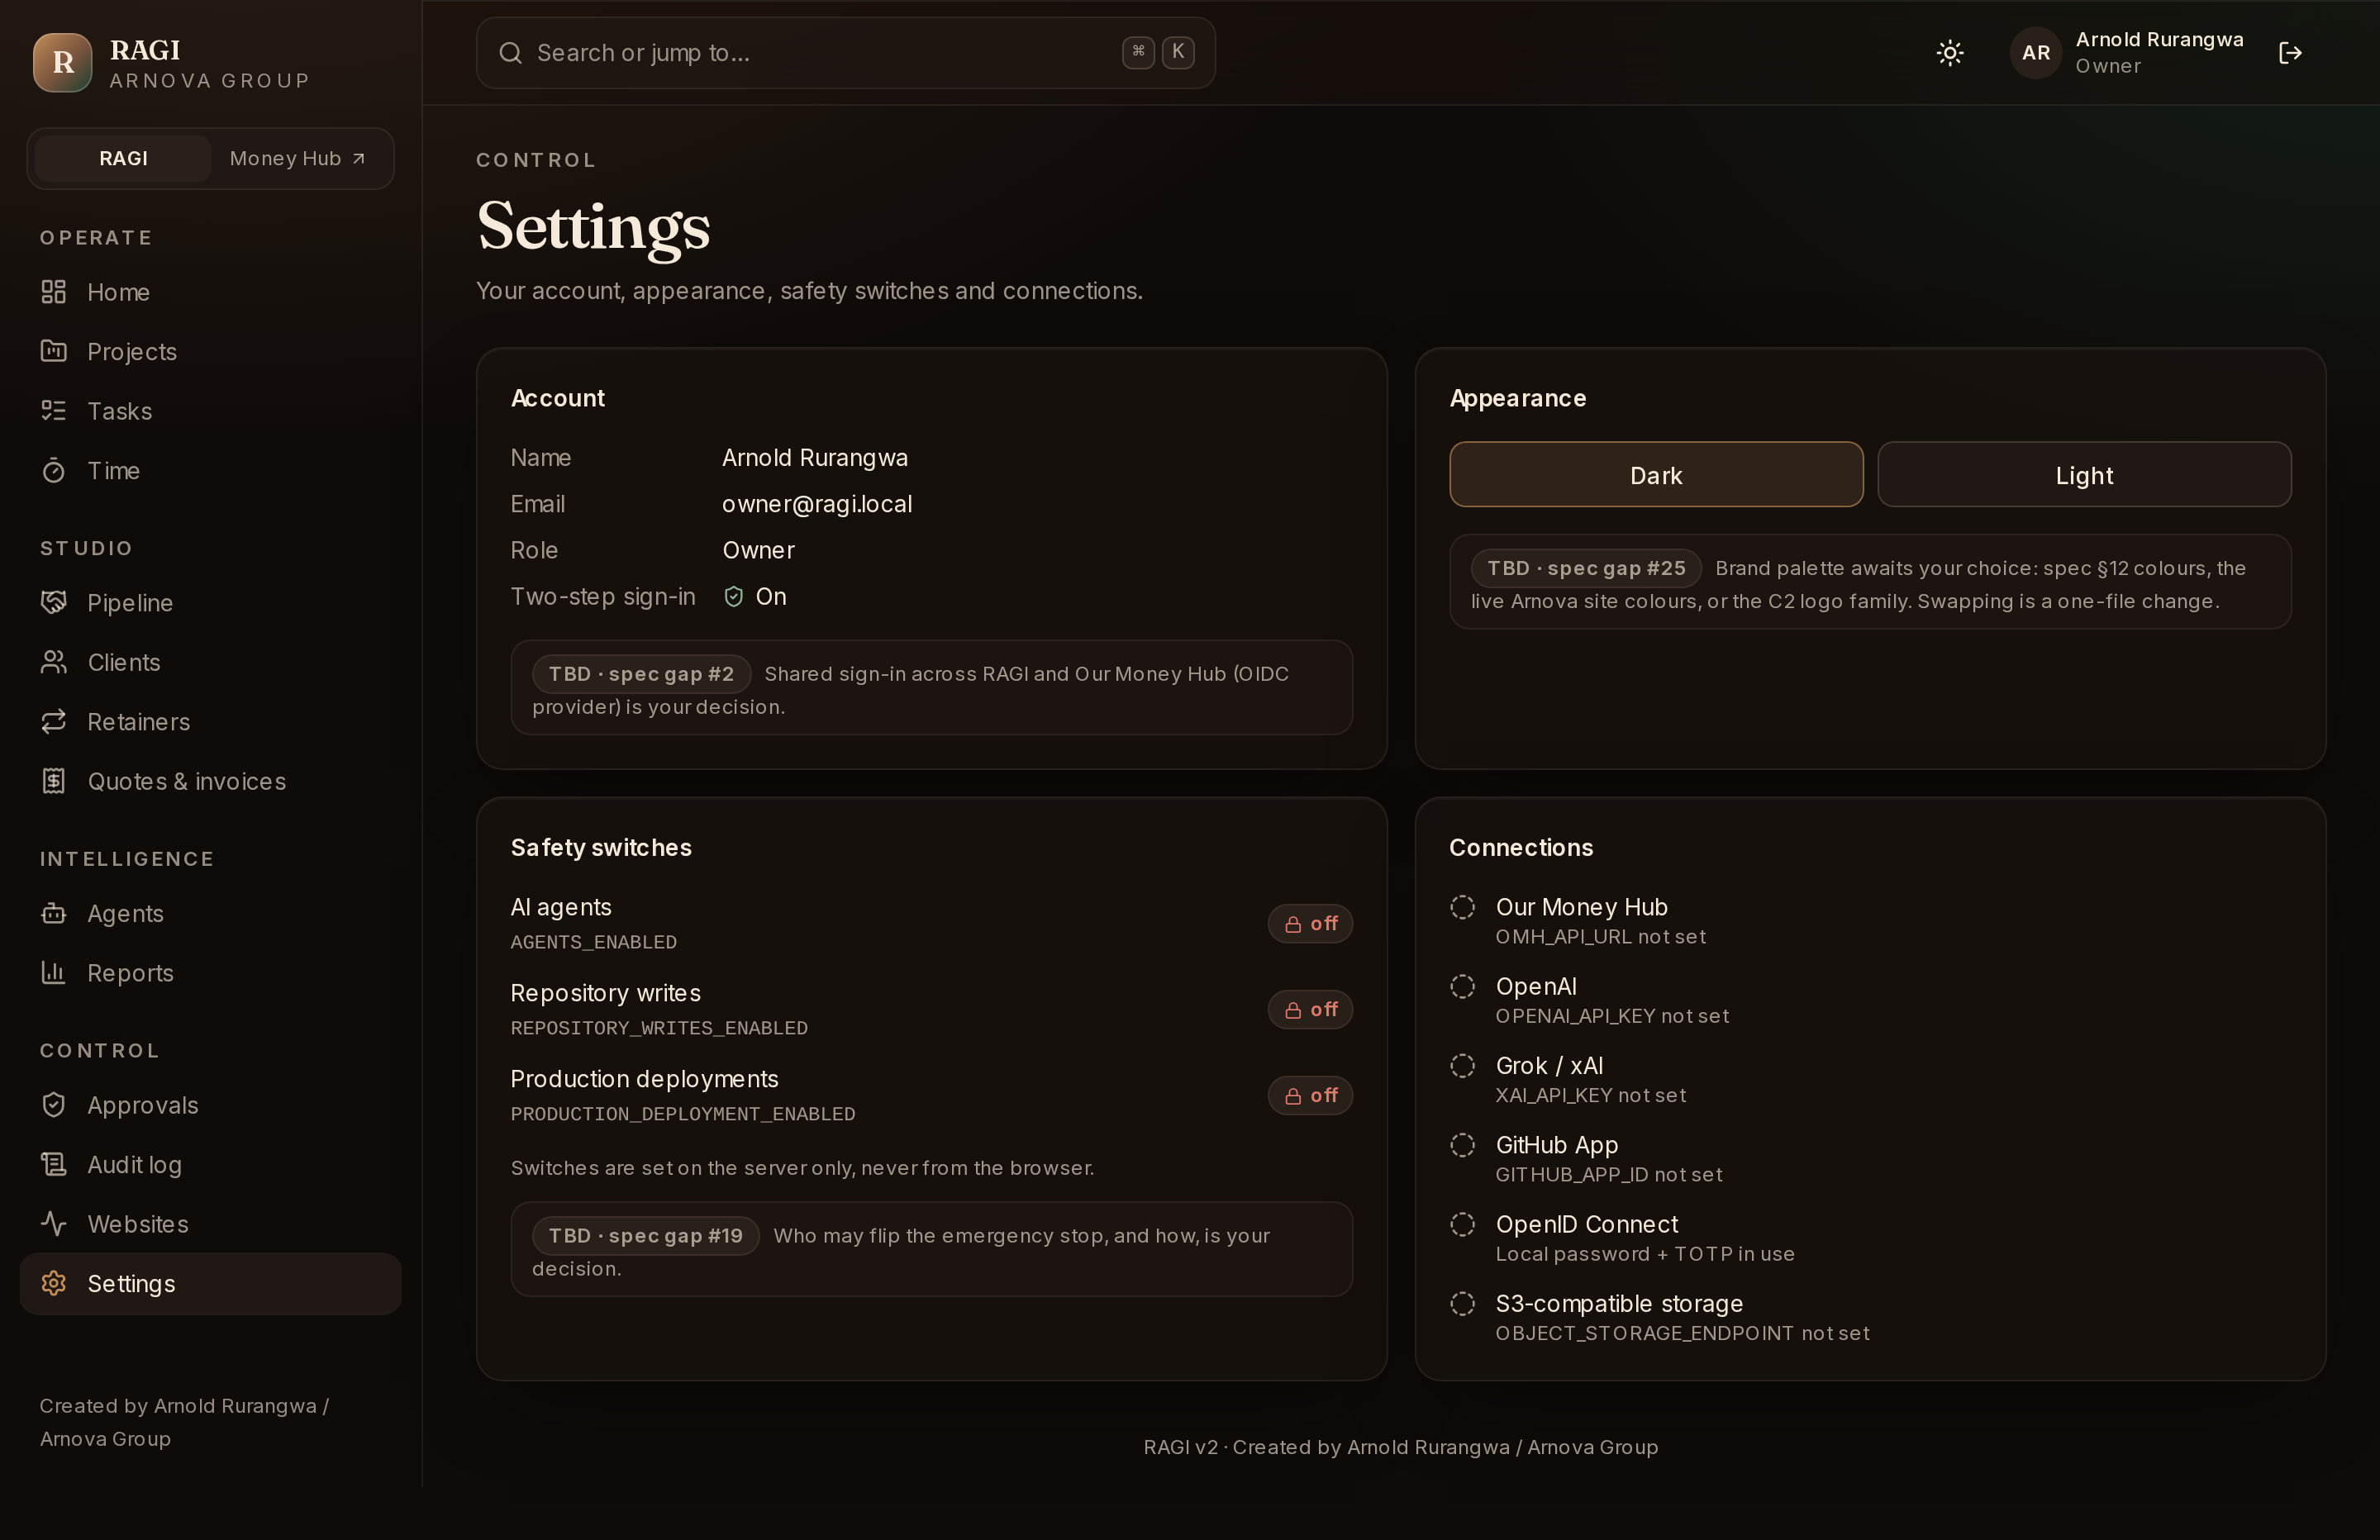 R
RAGI
ARNOVA GROUP
RAGI
Money Hub
OPERATE
Home
Projects
Tasks
Time
STUDIO
Pipeline
Clients
Retainers
Quotes & invoices
INTELLIGENCE
Agents
Reports
CONTROL
Approvals
Audit log
Websites
Settings
Created by Arnold Rurangwa /
Arnova Group
Search or jump to...
⌘ K
AR
Arnold Rurangwa
Owner
CONTROL
Settings
Your account, appearance, safety switches and connections.
Account
Name Arnold Rurangwa
Email owner@ragi.local
Role Owner
Two-step sign-in On
TBD · spec gap #2 Shared sign-in across RAGI and Our Money Hub (OIDC
provider) is your decision.
Appearance
Dark
Light
TBD · spec gap #25 Brand palette awaits your choice: spec §12 colours, the
live Arnova site colours, or the C2 logo family. Swapping is a one-file change.
Safety switches
AI agents
AGENTS_ENABLED
off
Repository writes
REPOSITORY_WRITES_ENABLED
off
Production deployments
PRODUCTION_DEPLOYMENT_ENABLED
off
Switches are set on the server only, never from the browser.
TBD · spec gap #19 Who may flip the emergency stop, and how, is your
decision.
Connections
Our Money Hub
OMH_API_URL not set
OpenAI
OPENAI_API_KEY not set
Grok / xAI
XAI_API_KEY not set
GitHub App
GITHUB_APP_ID not set
OpenID Connect
Local password + TOTP in use
S3-compatible storage
OBJECT_STORAGE_ENDPOINT not set
RAGI v2 · Created by Arnold Rurangwa / Arnova Group